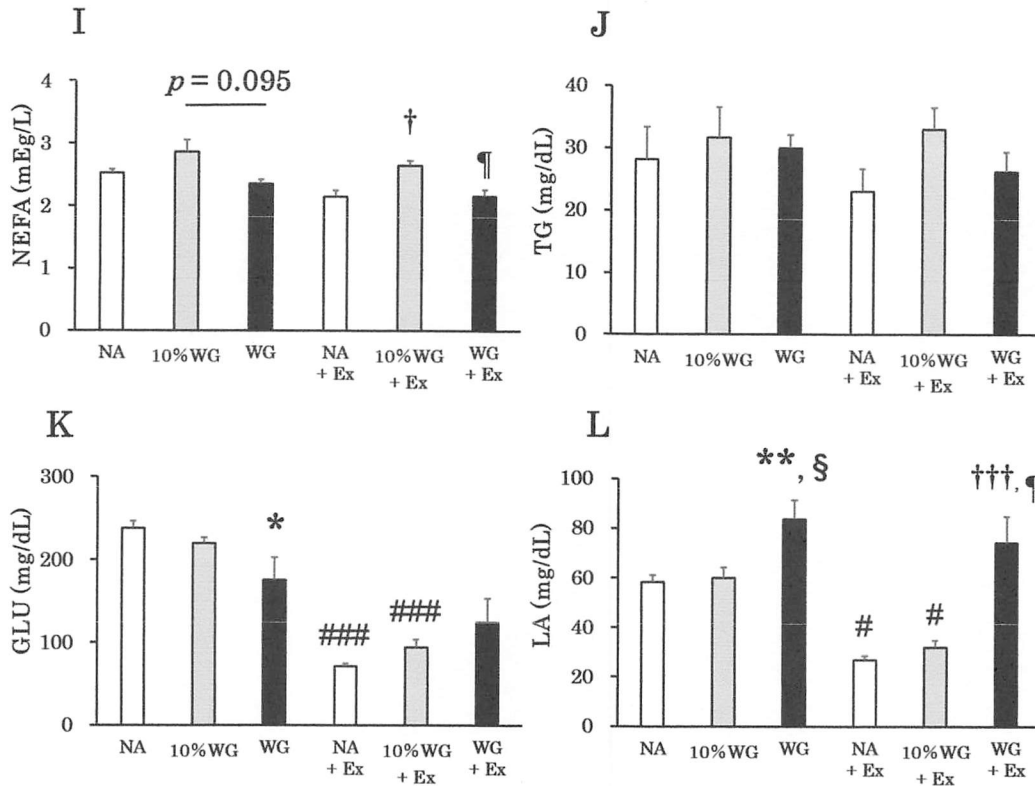 I
NEFA (mEg/L)
4
3
2
1
0
p = 0.095
†
¶
NA
10%WG
WG
NA + Ex
10%WG + Ex
WG + Ex
J
TG (mg/dL)
40
30
20
10
0
NA
10%WG
WG
NA + Ex
10%WG + Ex
WG + Ex
K
GLU (mg/dL)
300
200
100
0
*
###
###
NA
10%WG
WG
NA + Ex
10%WG + Ex
WG + Ex
L
LA (mg/dL)
100
80
60
40
20
0
**, §
#
#
†††, ¶
NA
10%WG
WG
NA + Ex
10%WG + Ex
WG + Ex